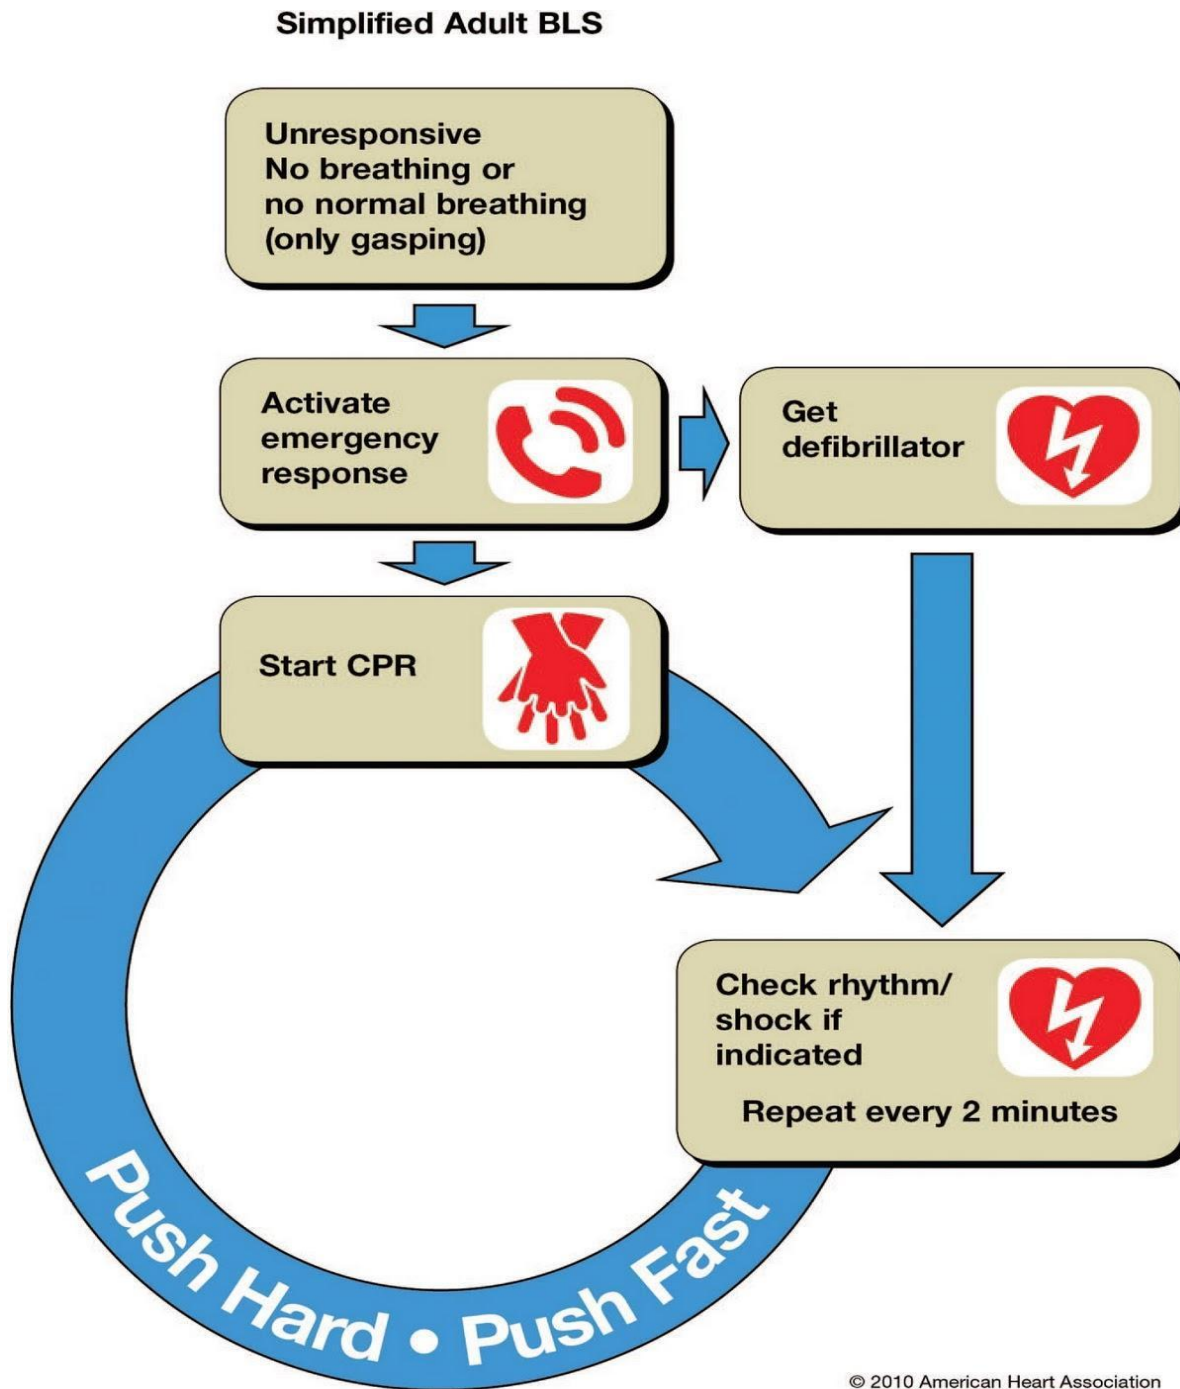 Simplified Adult BLS
Unresponsive
No breathing or
no normal breathing
(only gasping)
Activate
emergency
response
Get
defibrillator
Start CPR
Check rhythm/
shock if
indicated
Repeat every 2 minutes
Push Hard • Push Fast
© 2010 American Heart Association